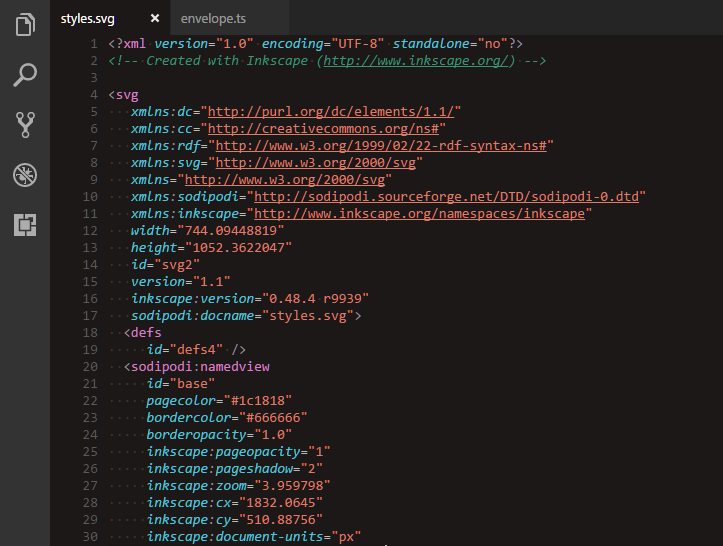 styles.svg × envelope.ts
1 <?xml version="1.0" encoding="UTF-8" standalone="no"?>
2 <!-- Created with Inkscape (http://www.inkscape.org/) -->
3
4 <svg
5 xmlns:dc="http://purl.org/dc/elements/1.1/"
6 xmlns:cc="http://creativecommons.org/ns#"
7 xmlns:rdf="http://www.w3.org/1999/02/22-rdf-syntax-ns#"
8 xmlns:svg="http://www.w3.org/2000/svg"
9 xmlns="http://www.w3.org/2000/svg"
10 xmlns:sodipodi="http://sodipodi.sourceforge.net/DTD/sodipodi-0.dtd"
11 xmlns:inkscape="http://www.inkscape.org/namespaces/inkscape"
12 width="744.09448819"
13 height="1052.3622047"
14 id="svg2"
15 version="1.1"
16 inkscape:version="0.48.4 r9939"
17 sodipodi:docname="styles.svg">
18 <defs
19 id="defs4" />
20 <sodipodi:namedview
21 id="base"
22 pagecolor="#1c1818"
23 bordercolor="#666666"
24 borderopacity="1.0"
25 inkscape:pageopacity="1"
26 inkscape:pageshadow="2"
27 inkscape:zoom="3.959798"
28 inkscape:cx="1832.0645"
29 inkscape:cy="510.88756"
30 inkscape:document-units="px"